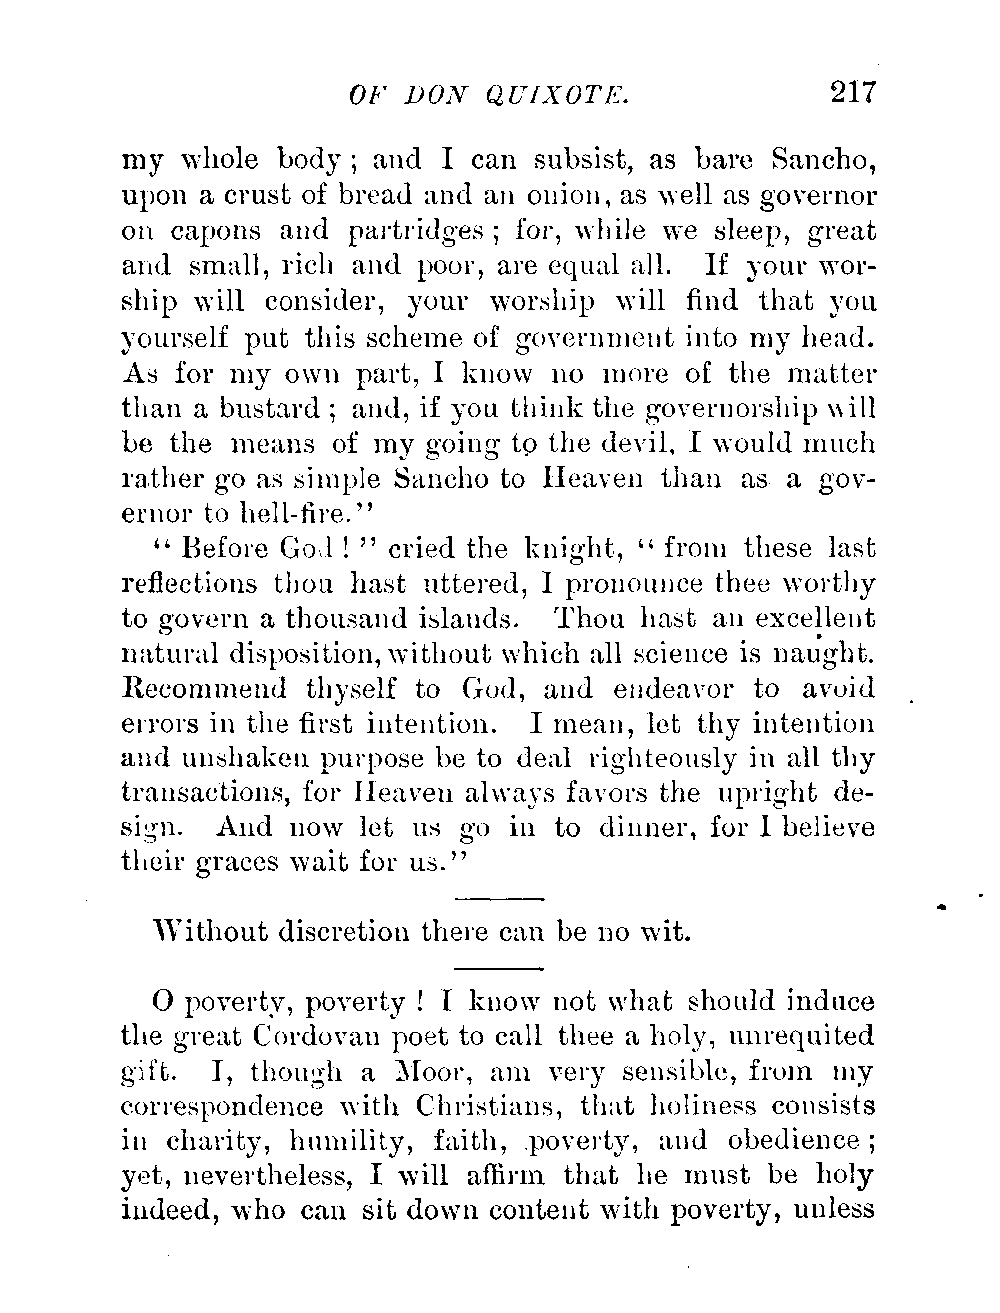 OF DON QUIXOTE. 217
my whole body ; and I can subsist, as bare Sancho,
upon a crust of bread and an onion, as well as governor
on capons and partridges ; for, while we sleep, great
and small, rich and poor, are equal all. If your wor-
ship will consider, your worship will find that you
yourself put this scheme of government into my head.
As for my own part, I know no more of the matter
than a bustard ; and, if you think the governorship will
be the means of my going to the devil, I would much
rather go as simple Sancho to Heaven than as a gov-
ernor to hell-fire."
" Before God ! " cried the knight, " from these last
reflections thou hast uttered, I pronounce thee worthy
to govern a thousand islands. Thou hast an excellent
natural disposition, without which all science is naught.
Recommend thyself to God, and endeavor to avoid
errors in the first intention. I mean, let thy intention
and unshaken purpose be to deal righteously in all thy
transactions, for Heaven always favors the upright de-
sign. And now let us go in to dinner, for I believe
their graces wait for us."
Without discretion there can be no wit.
O poverty, poverty ! I know not what should induce
the great Cordovan poet to call thee a holy, unrequited
gift. I, though a Moor, am very sensible, from my
correspondence with Christians, that holiness consists
in charity, humility, faith, poverty, and obedience ;
yet, nevertheless, I will affirm that he must be holy
indeed, who can sit down content with poverty, unless